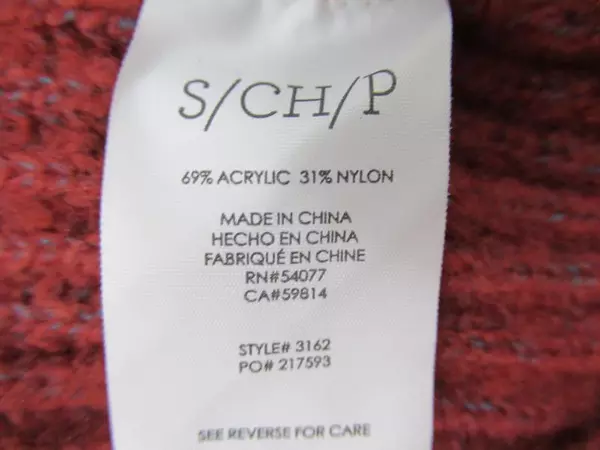 S/CH/P
69% ACRYLIC 31% NYLON
MADE IN CHINA
HECHO EN CHINA
FABRIQUÉ EN CHINE
RN#54077
CA#59814
STYLE# 3162
PO# 217593
SEE REVERSE FOR CARE